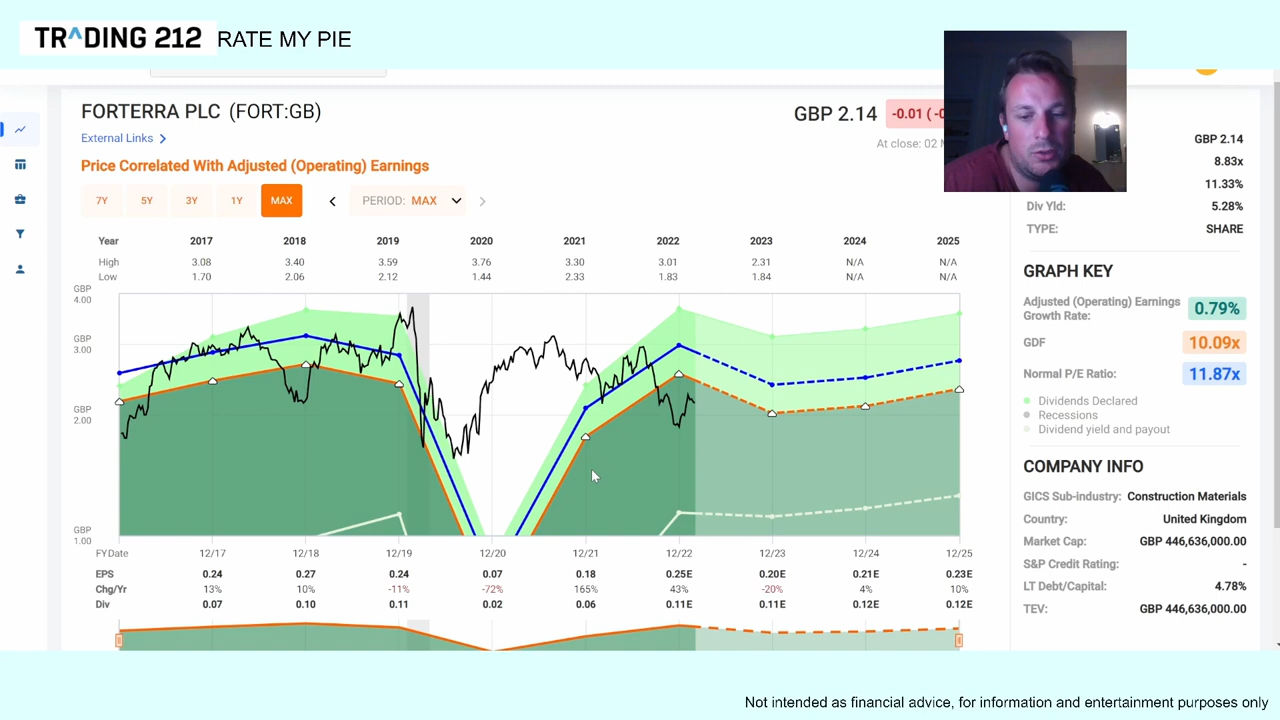 TRADING 212 RATE MY PIE
FORTERRA PLC (FORT:GB)
GBP 2.14 -0.01 (-0
External Links
At close: 02
Price Correlated With Adjusted (Operating) Earnings
7Y 5Y 3Y 1Y MAX PERIOD: MAX
Year 2017 2018 2019 2020 2021 2022 2023 2024 2025
High 3.08 3.40 3.59 3.76 3.30 3.01 2.31 N/A N/A
Low 1.70 2.06 2.12 1.44 2.33 1.83 1.84 N/A N/A
GBP
4.00
GBP
3.00
GBP
2.00
GBP
1.00
FYDate 12/17 12/18 12/19 12/20 12/21 12/22 12/23 12/24 12/25
EPS 0.24 0.27 0.24 0.07 0.18 0.25E 0.20E 0.21E 0.23E
Chg/Yr 13% 10% -11% -72% 165% 43% -20% 4% 10%
Div 0.07 0.10 0.11 0.02 0.06 0.11E 0.11E 0.12E 0.12E
GBP 2.14
8.83x
11.33%
Div Yld: 5.28%
TYPE: SHARE
GRAPH KEY
Adjusted (Operating) Earnings
Growth Rate: 0.79%
GDF 10.09x
Normal P/E Ratio: 11.87x
Dividends Declared
Recessions
Dividend yield and payout
COMPANY INFO
GICS Sub-industry: Construction Materials
Country: United Kingdom
Market Cap: GBP 446,636,000.00
S&P Credit Rating: -
LT Debt/Capital: 4.78%
TEV: GBP 446,636,000.00
Not intended as financial advice, for information and entertainment purposes only